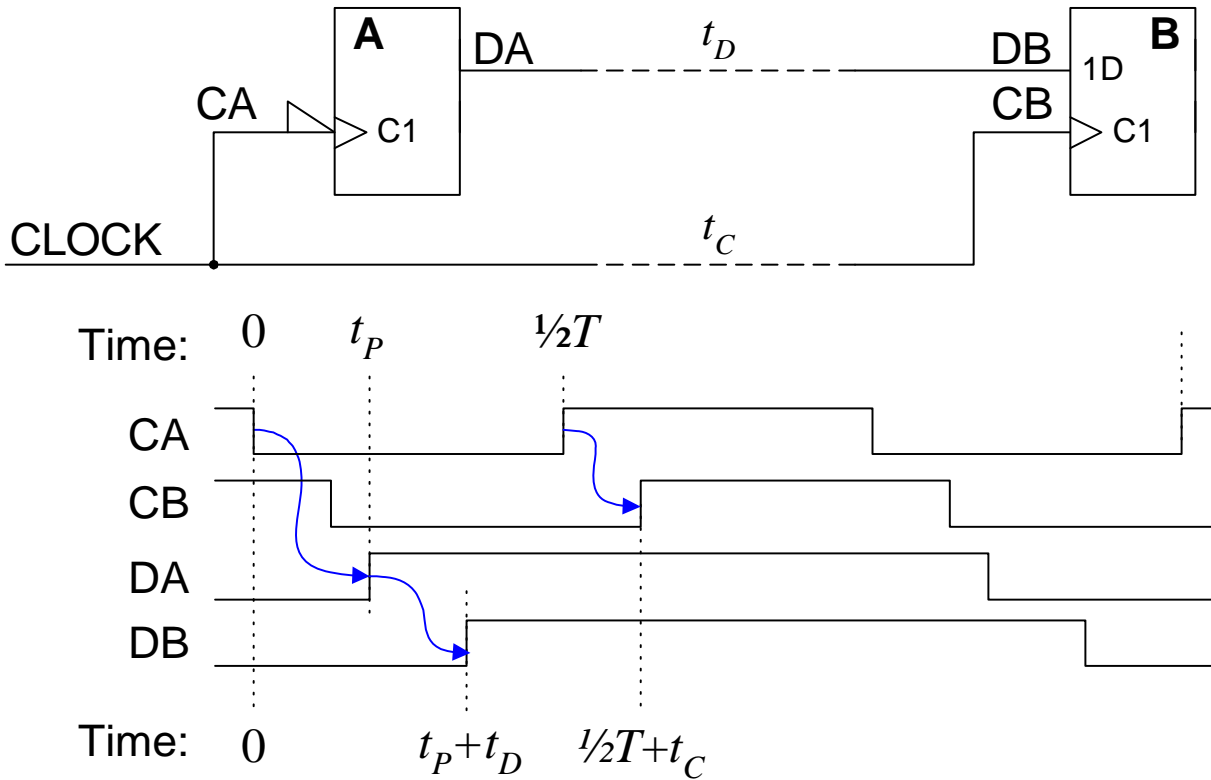 A B
DA t_D DB
1D
CA CB
C1 C1
CLOCK t_C
Time: 0 t_P ½T
CA
CB
DA
DB
Time: 0 t_P+t_D ½T+t_C